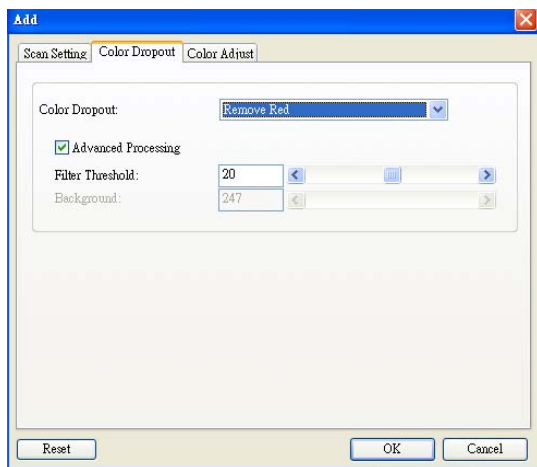 Add
Scan Setting Color Dropout Color Adjust
Color Dropout: Remove Red
Advanced Processing
Filter Threshold: 20
Background: 247
Reset OK Cancel